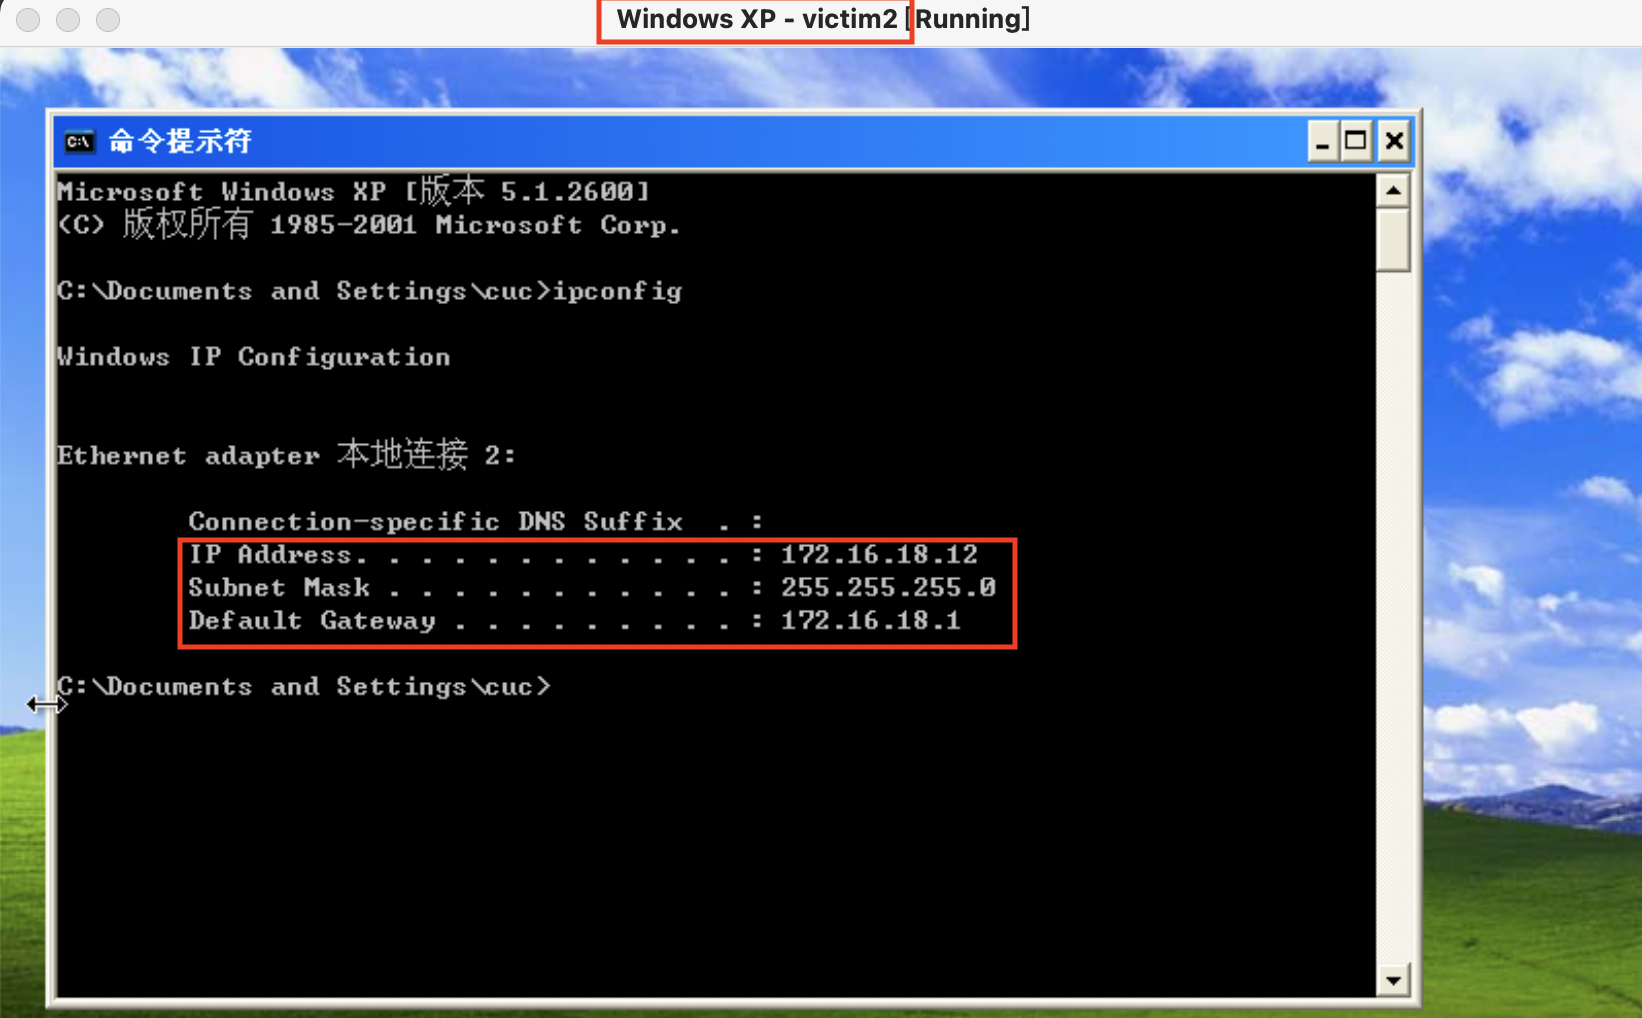 Windows XP - victim2 [Running]
命令提示符
Microsoft Windows XP [版本 5.1.2600]
(C) 版权所有 1985-2001 Microsoft Corp.
C:\Documents and Settings\cuc>ipconfig
Windows IP Configuration
Ethernet adapter 本地连接 2:
Connection-specific DNS Suffix  . :
IP Address. . . . . . . . . . . . : 172.16.18.12
Subnet Mask . . . . . . . . . . . : 255.255.255.0
Default Gateway . . . . . . . . . : 172.16.18.1
C:\Documents and Settings\cuc>